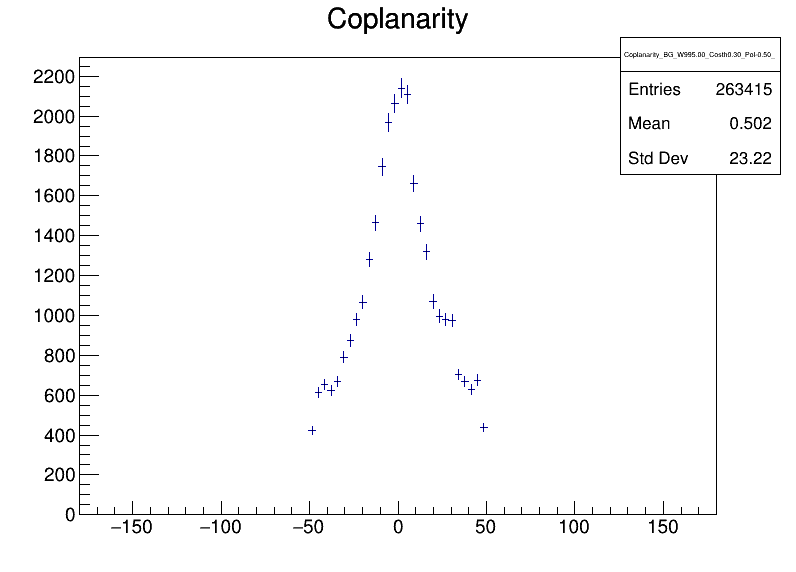 Coplanarity
Coplanarity_BG_W995.00_Costh0.30_Pol-0.50_
Entries 263415
Mean 0.502
Std Dev 23.22
2200
2000
1800
1600
1400
1200
1000
800
600
400
200
0
−150 −100 −50 0 50 100 150